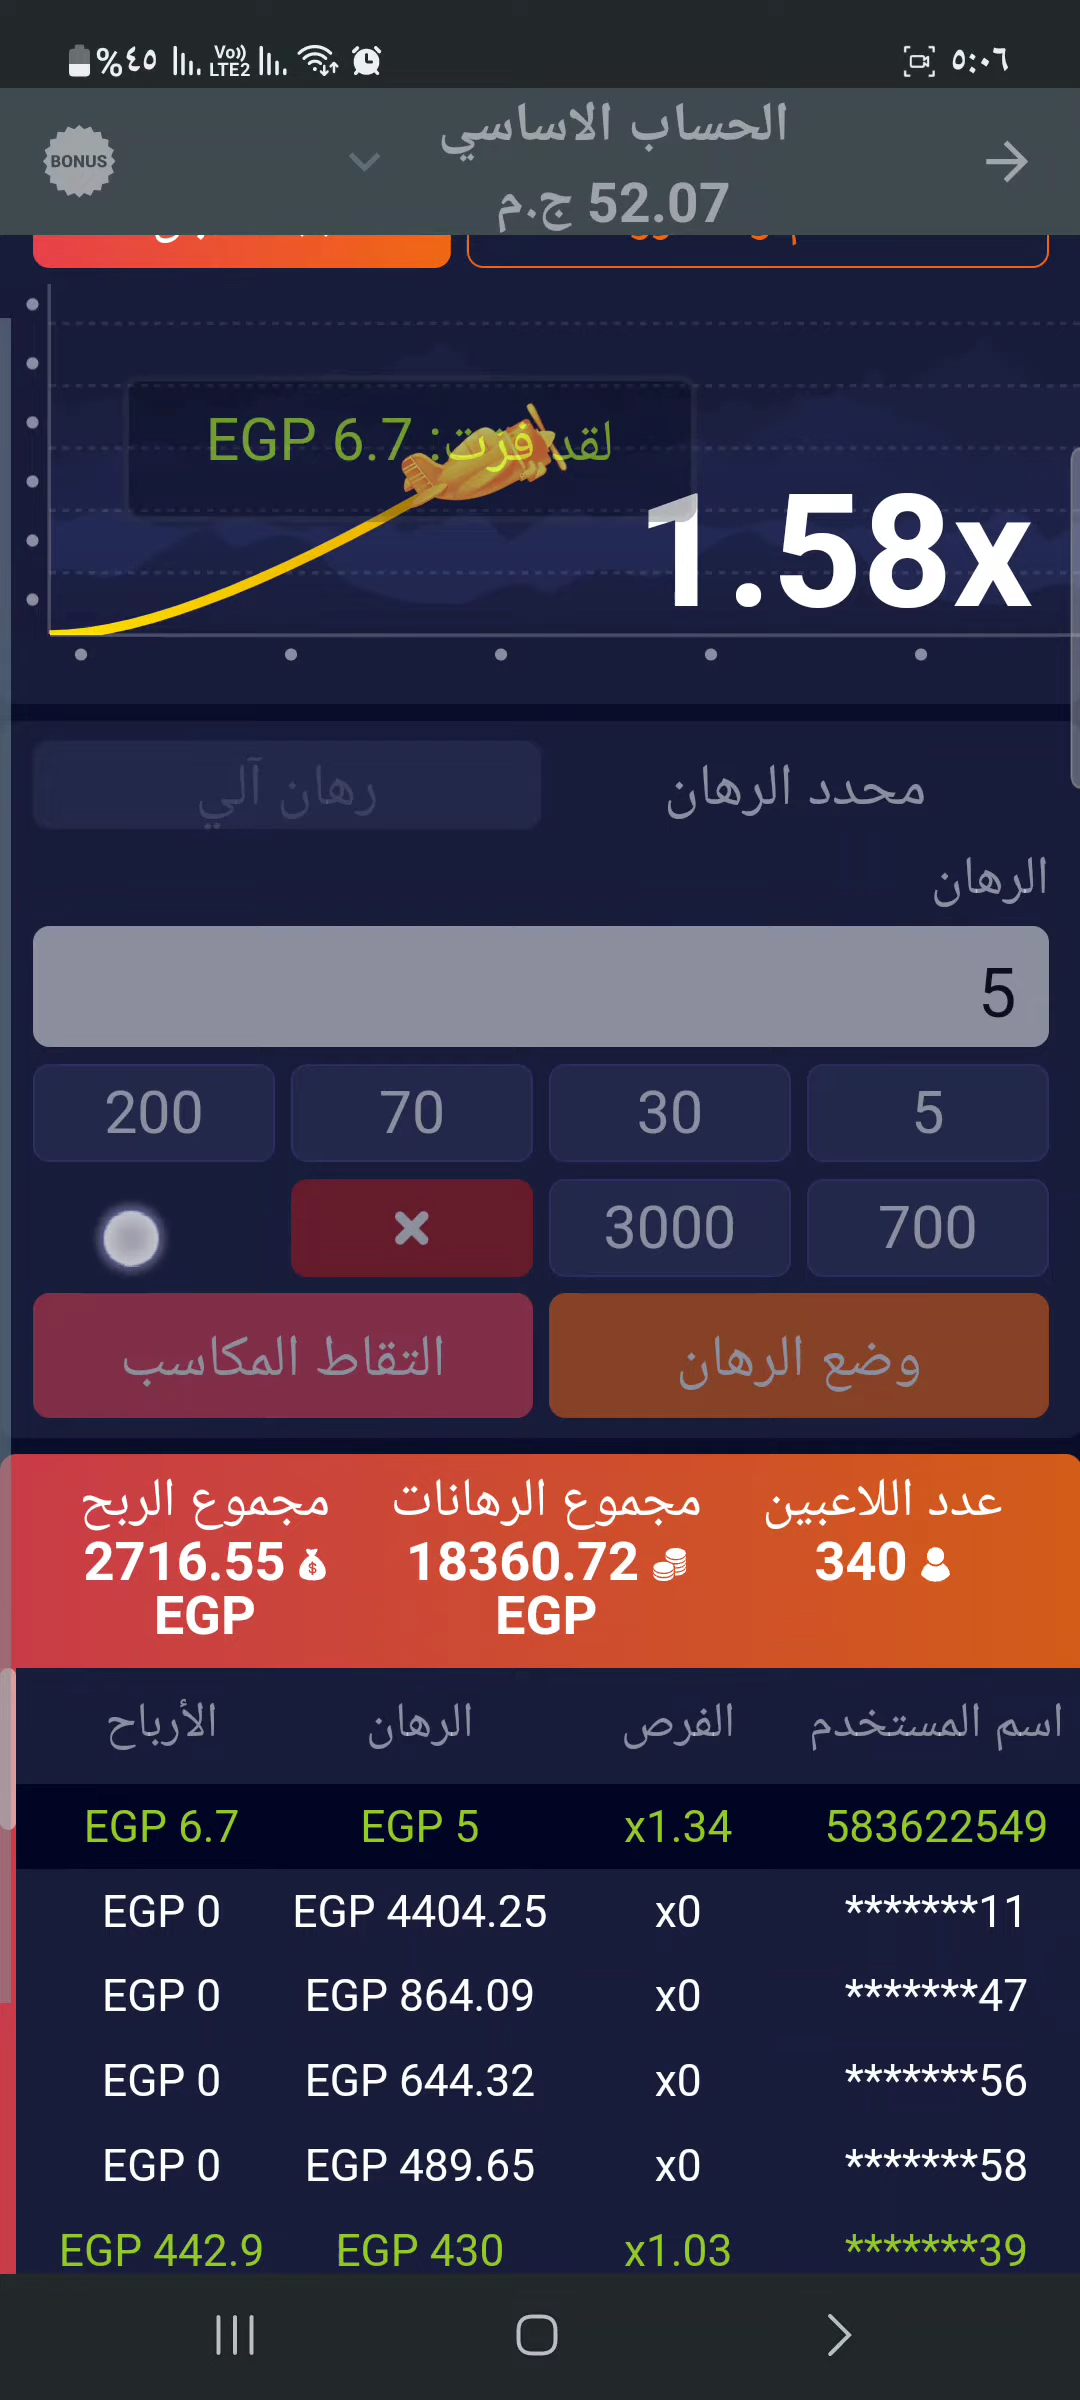 %٤٥ Vo)) LTE2 ٥:٠٦
الحساب الاساسي
BONUS
52.07 ج.م
لقد فزت: EGP 6.7
1.58x
محدد الرهان رهان آلي
الرهان
5
5 30 70 200
700 3000
وضع الرهان التقاط المكاسب
عدد اللاعبين مجموع الرهانات مجموع الربح
340 18360.72 2716.55
EGP EGP
اسم المستخدم الفرص الرهان الأرباح
583622549 x1.34 EGP 5 EGP 6.7
*******11 x0 EGP 4404.25 EGP 0
*******47 x0 EGP 864.09 EGP 0
*******56 x0 EGP 644.32 EGP 0
*******58 x0 EGP 489.65 EGP 0
*******39 x1.03 EGP 430 EGP 442.9